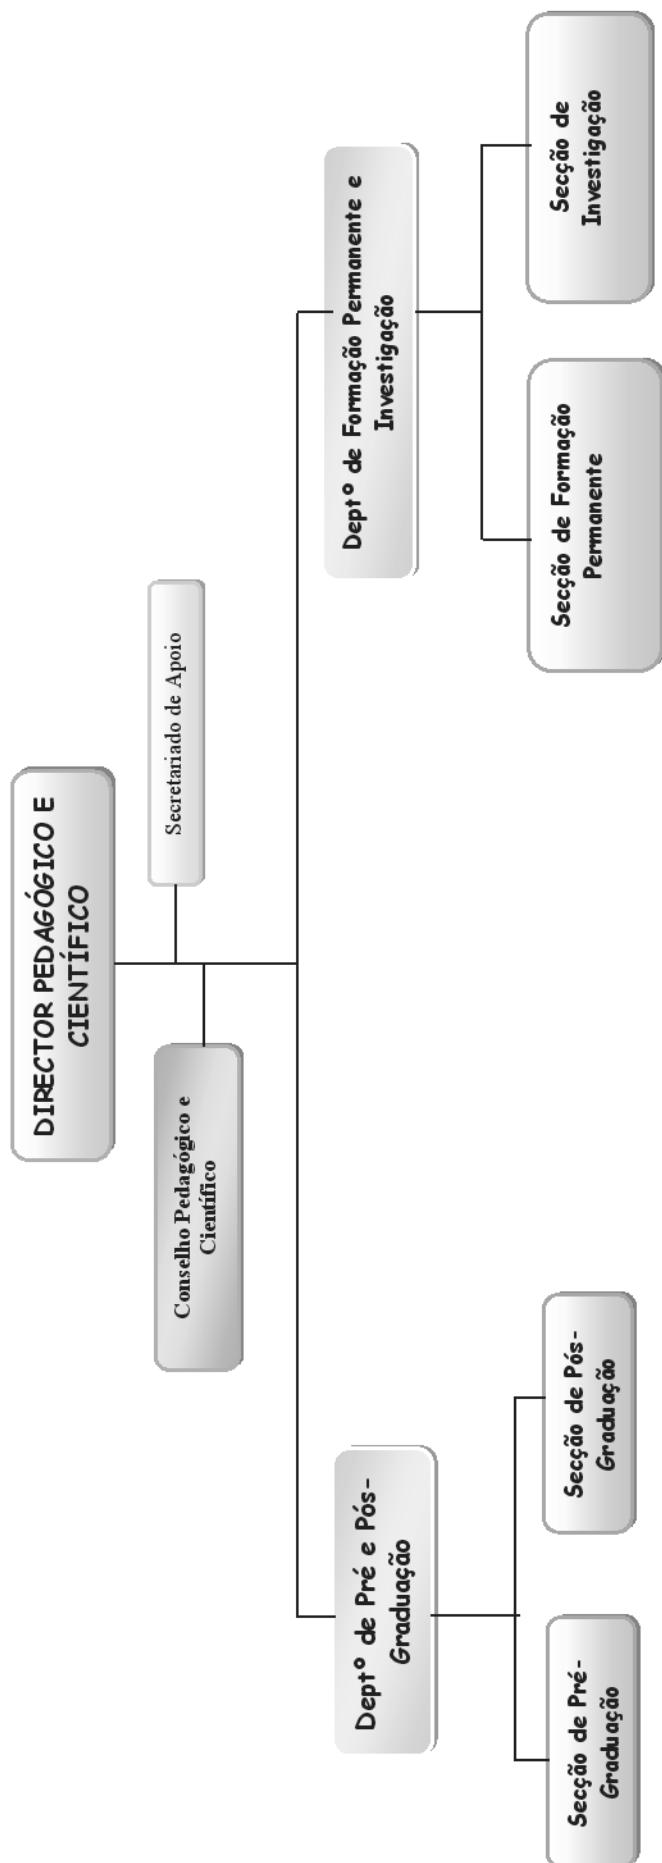 DIRECTOR PEDAGÓGICO E
CIENTÍFICO
Conselho Pedagógico e
Científico
Secretariado de Apoio
Deptº de Pré e Pós-
Graduação
Deptº de Formação Permanente e
Investigação
Secção de Pré-
Graduação
Secção de Pós-
Graduação
Secção de Formação
Permanente
Secção de
Investigação